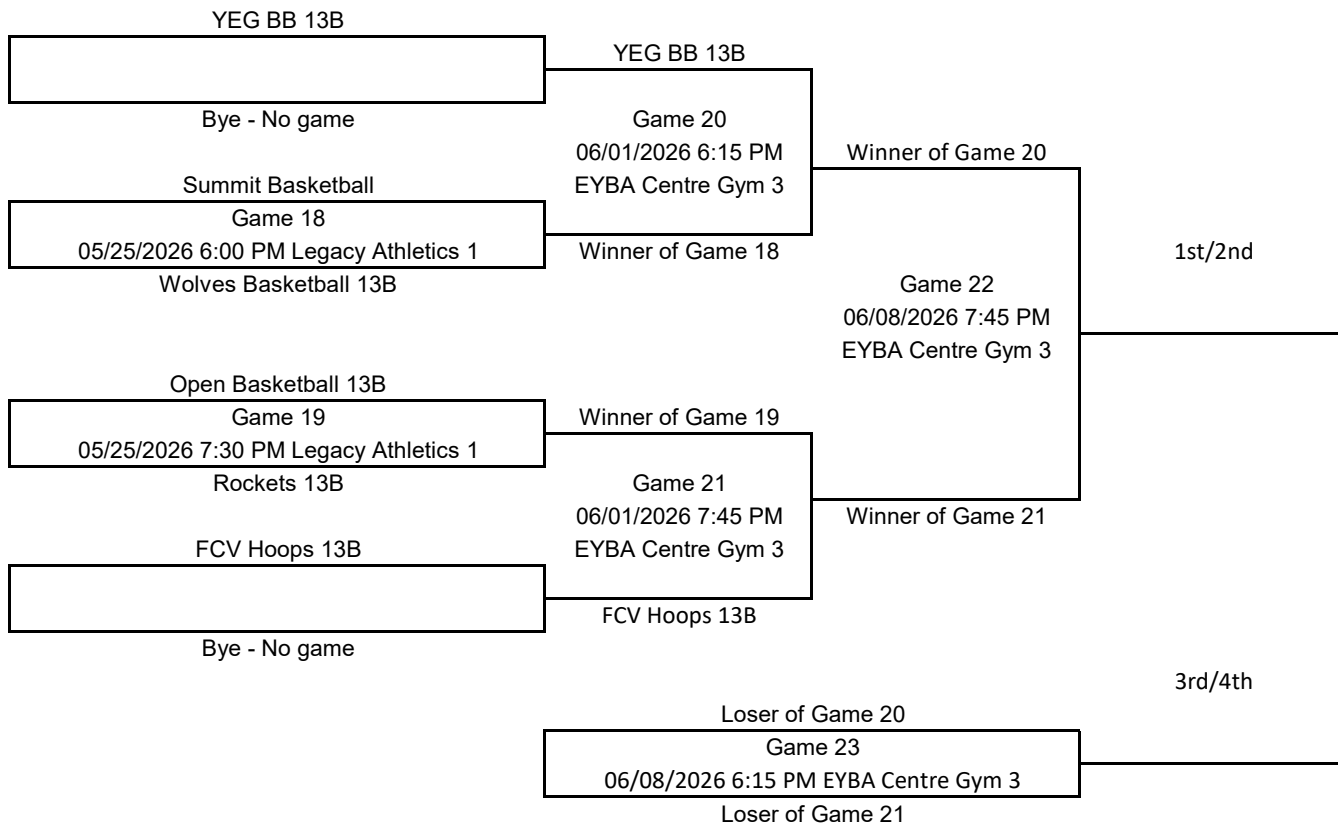 YEG BB 13B
Bye - No game
Summit Basketball
Game 18
05/25/2026 6:00 PM Legacy Athletics 1
Wolves Basketball 13B
Open Basketball 13B
Game 19
05/25/2026 7:30 PM Legacy Athletics 1
Rockets 13B
FCV Hoops 13B
Bye - No game
YEG BB 13B
Game 20
06/01/2026 6:15 PM
EYBA Centre Gym 3
Winner of Game 18
Winner of Game 19
Game 21
06/01/2026 7:45 PM
EYBA Centre Gym 3
FCV Hoops 13B
Winner of Game 20
Game 22
06/08/2026 7:45 PM
EYBA Centre Gym 3
Winner of Game 21
1st/2nd
Loser of Game 20
Game 23
06/08/2026 6:15 PM EYBA Centre Gym 3
Loser of Game 21
3rd/4th